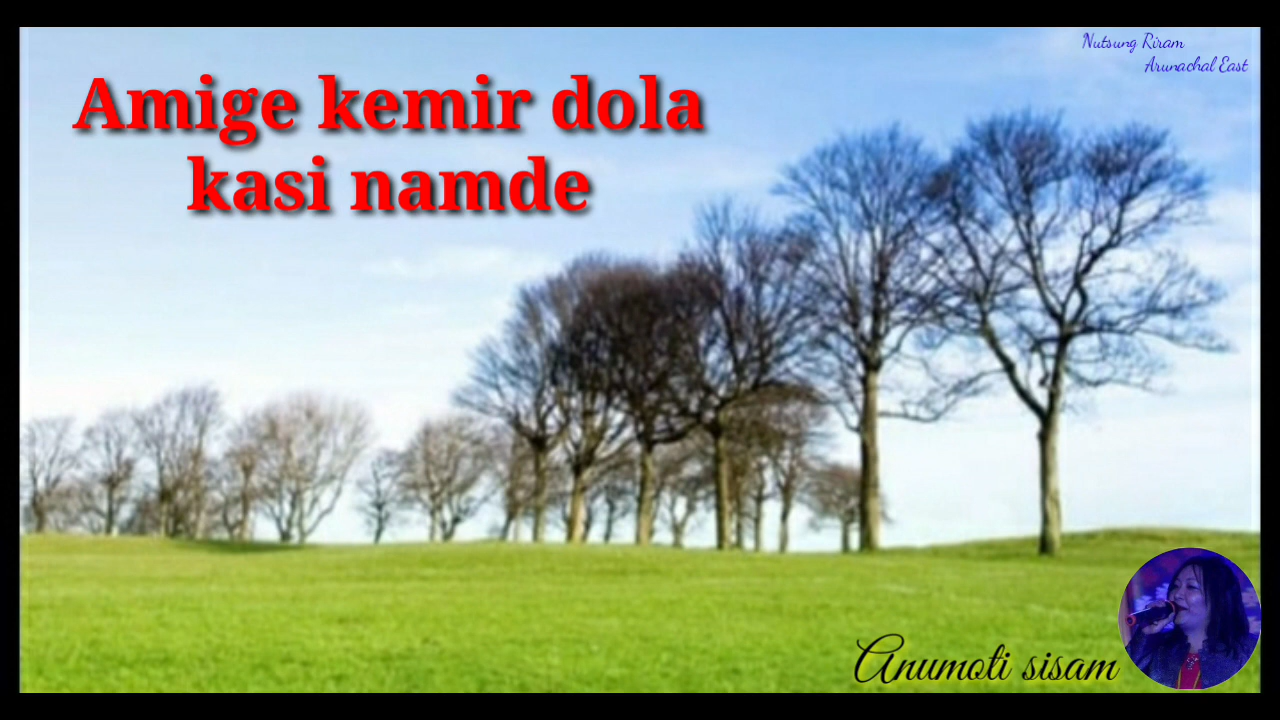 Nutsung Riram
Arunachal East
Amige kemir dola
kasi namde
Anumoti sisam